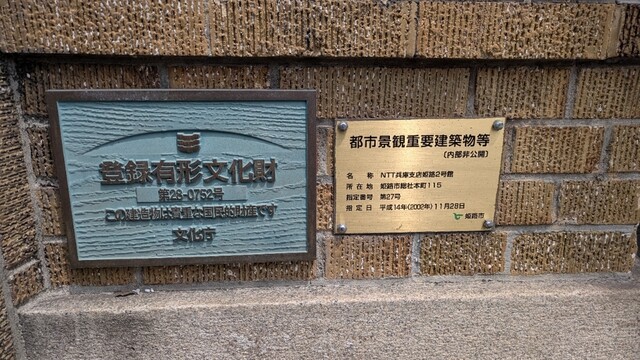 登録有形文化財
第28-0752号
この建造物は貴重な国民的財産です
文化庁
都市景観重要建築物等
(内部非公開)
名 称 NTT兵庫支店姫路2号館
所在地 姫路市総社本町115
指定番号 第27号
指定日 平成14年(2002年)11月28日
姫路市